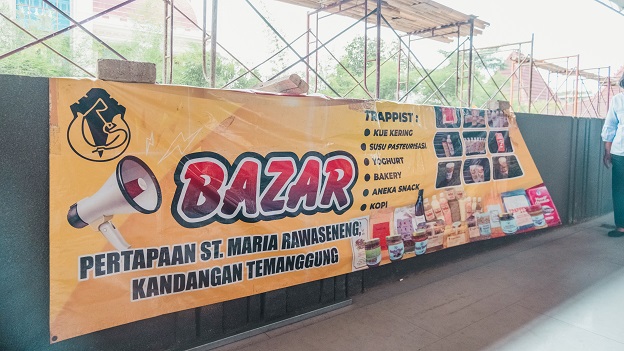 BAZAR
PERTAPAAN ST. MARIA RAWASENENG,
KANDANGAN TEMANGGUNG
TRAPPIST :
• KUE KERING
• SUSU PASTEURISASI
• YOGHURT
• BAKERY
• ANEKA SNACK
• KOPI